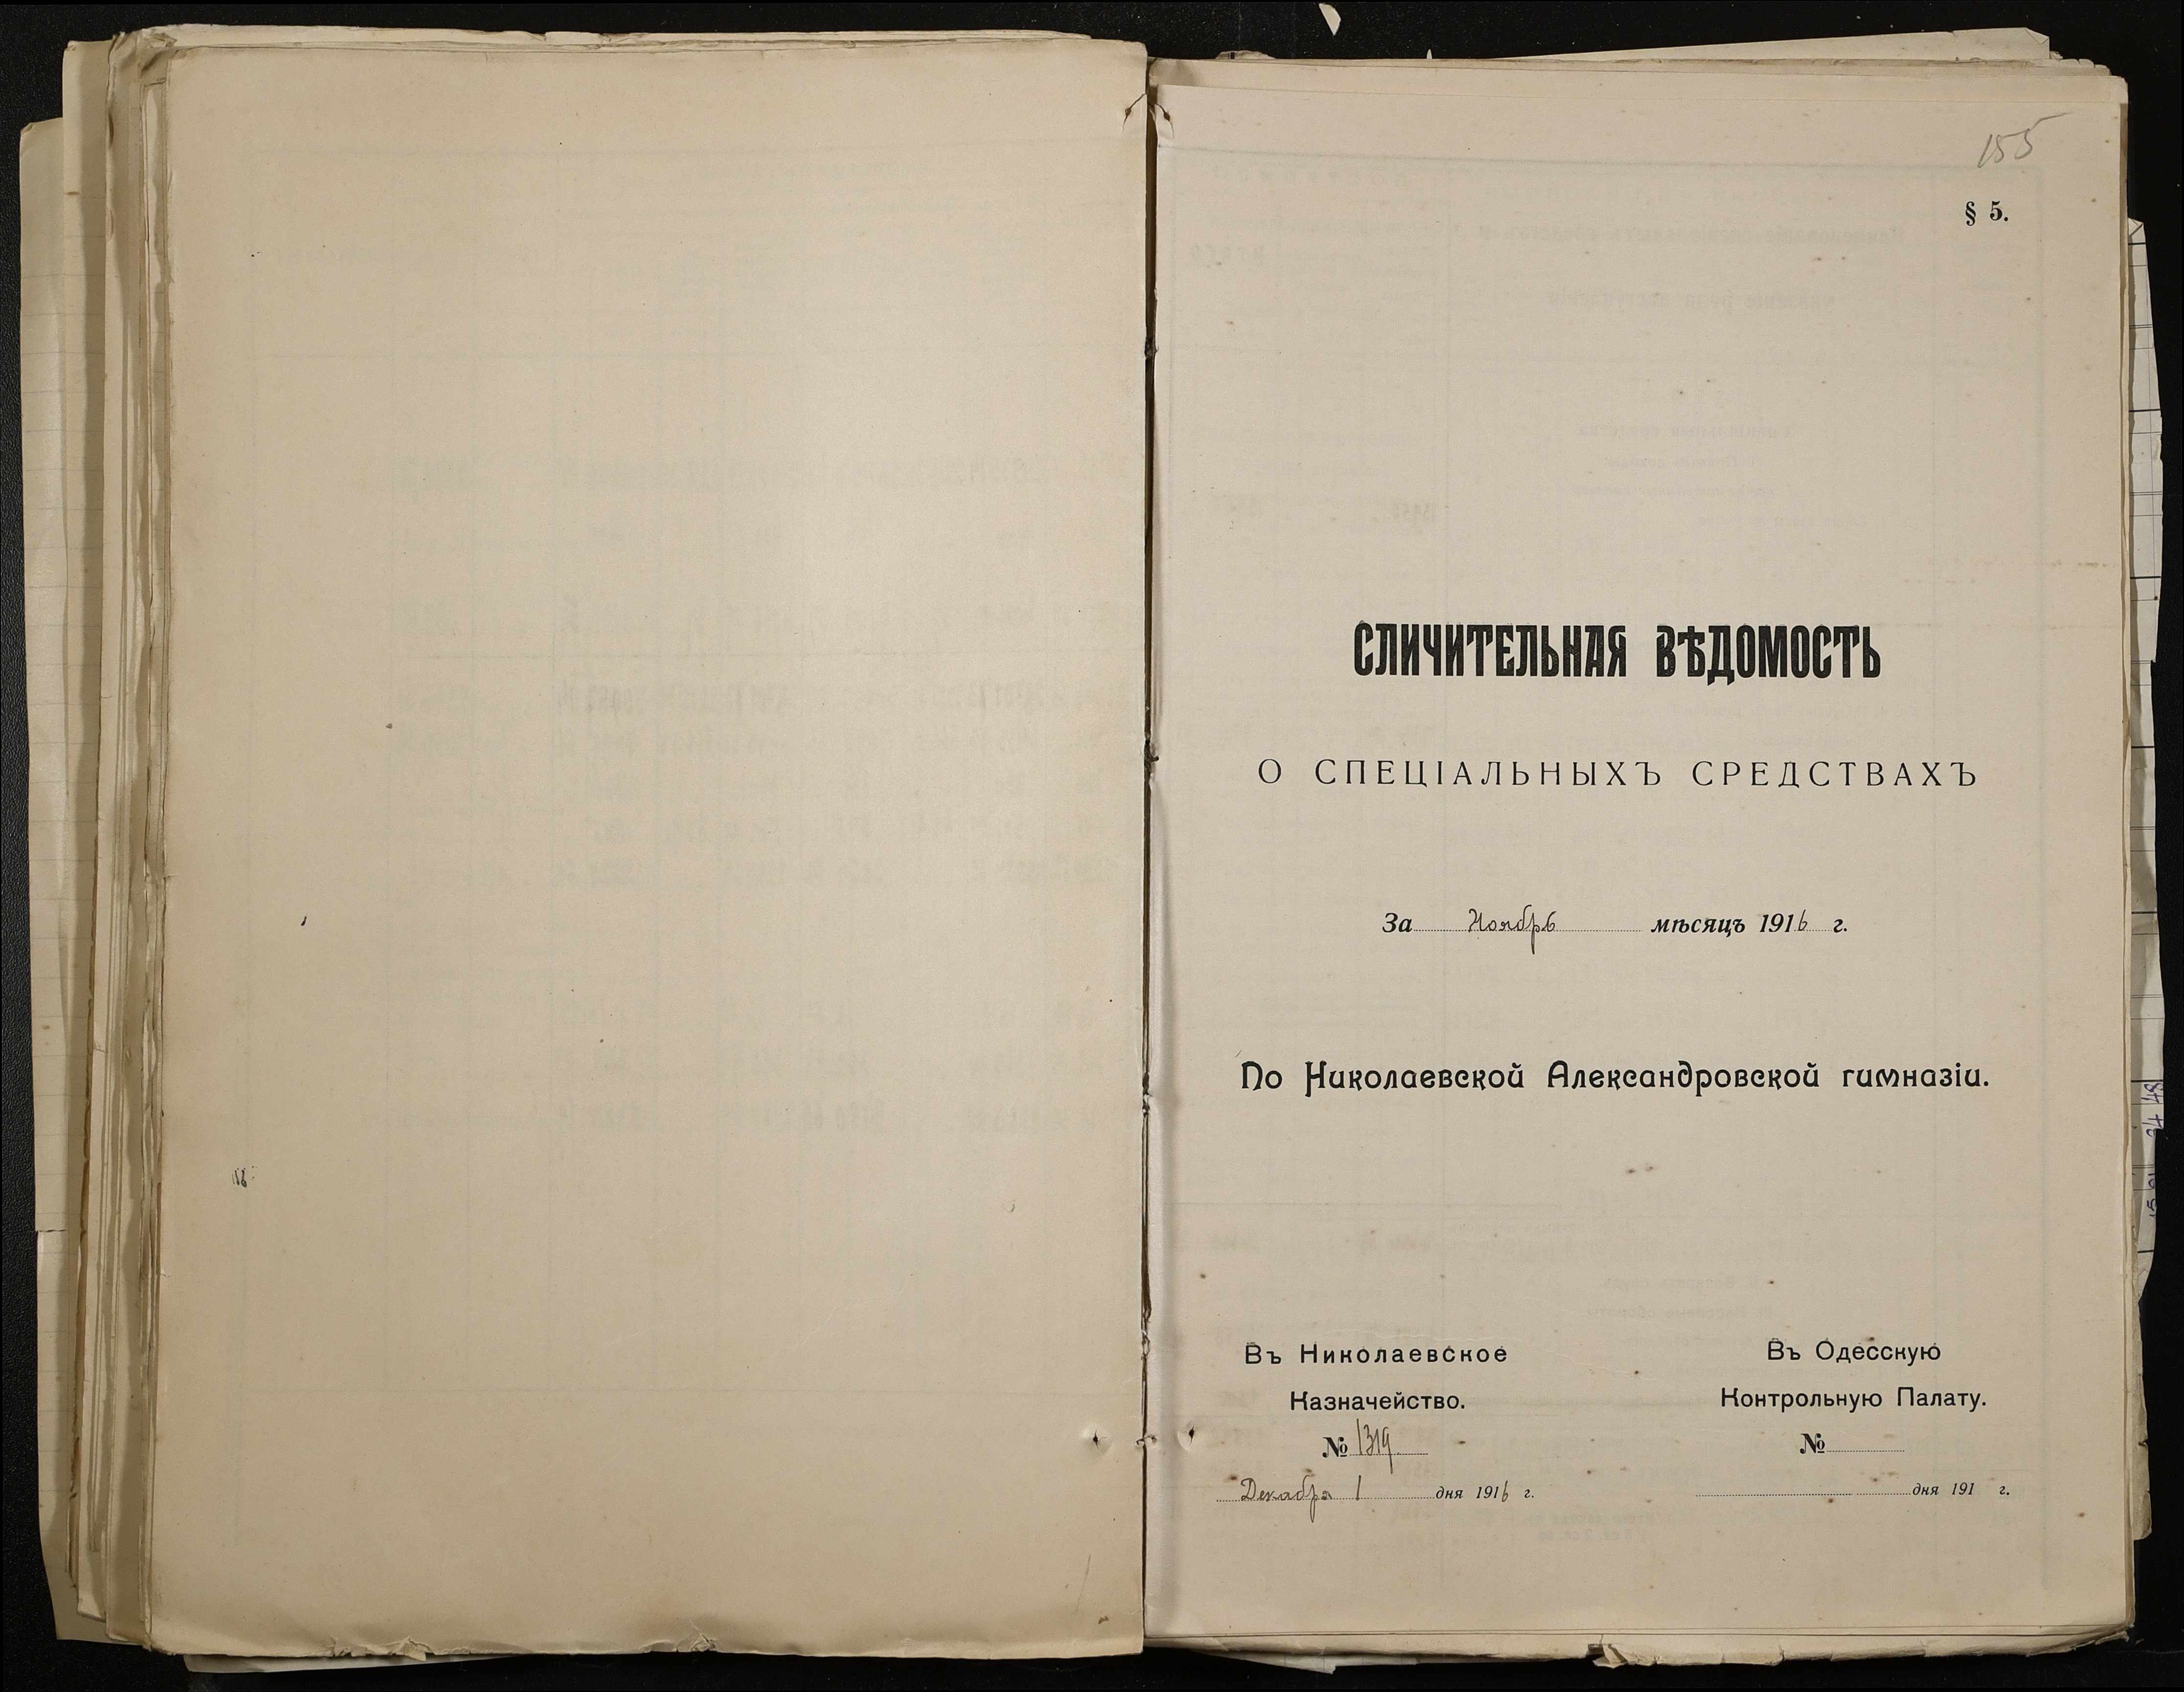 155
§ 5.
СЛИЧИТЕЛЬНАЯ ВѢДОМОСТЬ
О СПЕЦІАЛЬНЫХЪ СРЕДСТВАХЪ
За Ноябрь мѣсяцъ 1916 г.
По Николаевской Александровской гимназіи.
Въ Николаевское
Казначейство.
№ 1319
Декабря 1 дня 1916 г.
Въ Одесскую
Контрольную Палату.
№
дня 191 г.